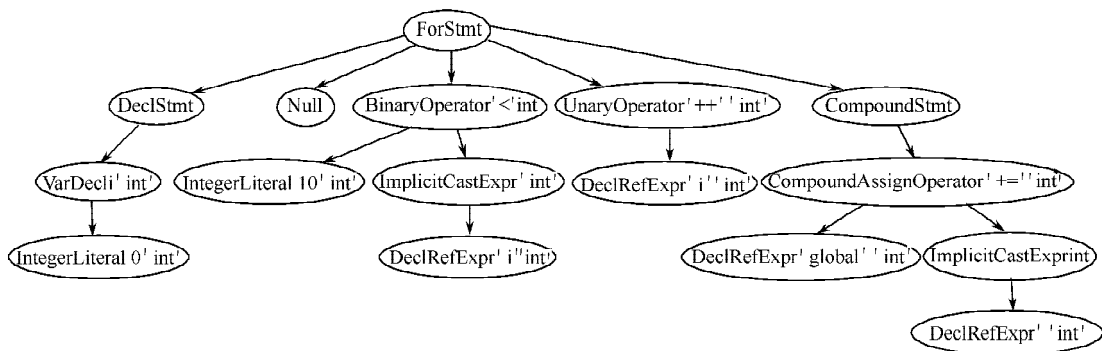 ForStmt
DeclStmt
Null
BinaryOperator'<'int
UnaryOperator'++''int'
CompoundStmt
VarDecli'int'
IntegerLiteral 10'int'
ImplicitCastExpr'int'
DeclRefExpr'i''int'
CompoundAssignOperator'+=''int'
IntegerLiteral 0'int'
DeclRefExpr'i''int'
DeclRefExpr'global''int'
ImplicitCastExprint
DeclRefExpr''int'